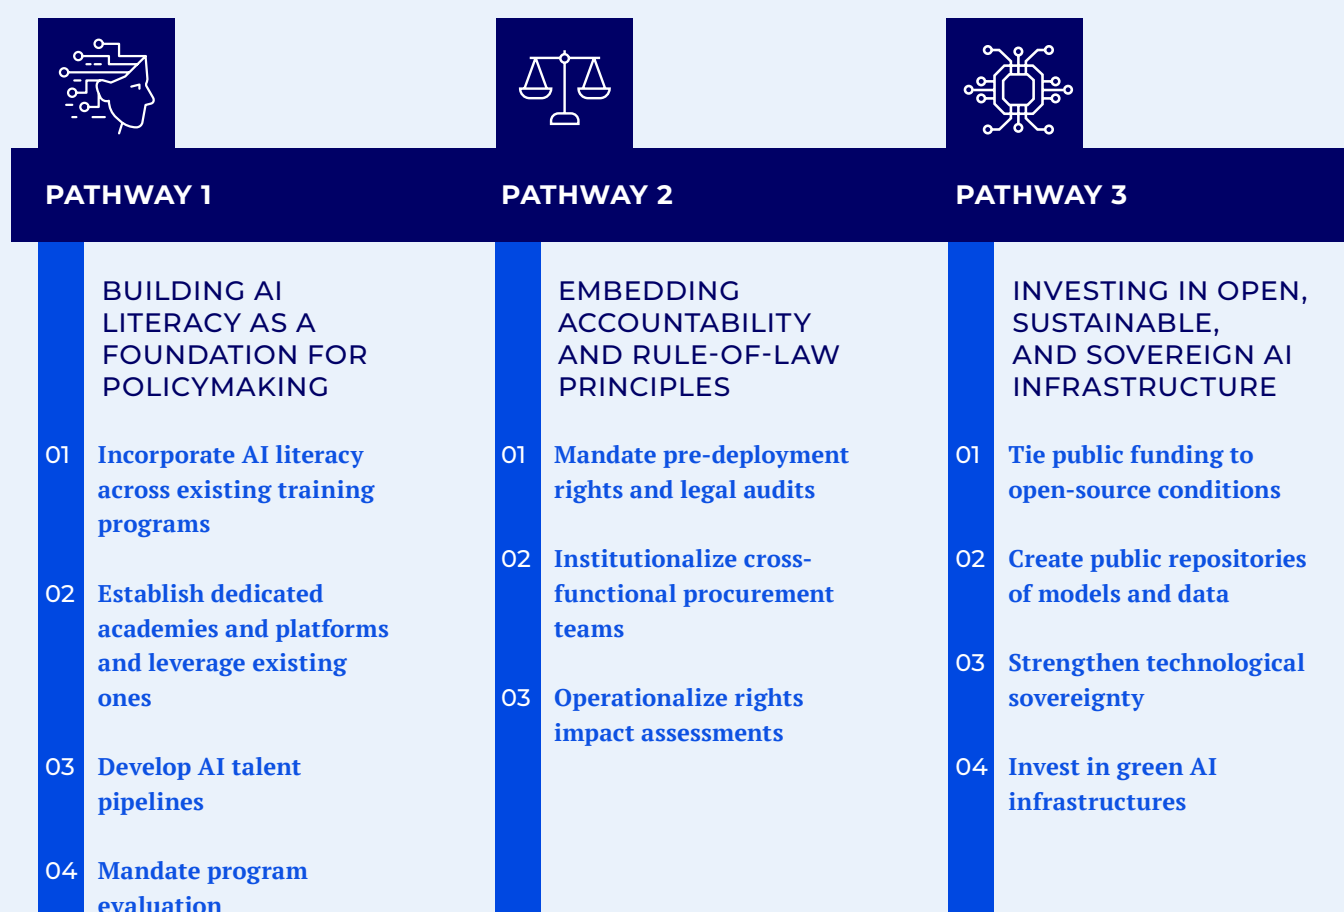 PATHWAY 1
BUILDING AI
LITERACY AS A
FOUNDATION FOR
POLICYMAKING
01 Incorporate AI literacy
across existing training
programs
02 Establish dedicated
academies and platforms
and leverage existing
ones
03 Develop AI talent
pipelines
04 Mandate program
evaluation
PATHWAY 2
EMBEDDING
ACCOUNTABILITY
AND RULE-OF-LAW
PRINCIPLES
01 Mandate pre-deployment
rights and legal audits
02 Institutionalize cross-
functional procurement
teams
03 Operationalize rights
impact assessments
PATHWAY 3
INVESTING IN OPEN,
SUSTAINABLE,
AND SOVEREIGN AI
INFRASTRUCTURE
01 Tie public funding to
open-source conditions
02 Create public repositories
of models and data
03 Strengthen technological
sovereignty
04 Invest in green AI
infrastructures